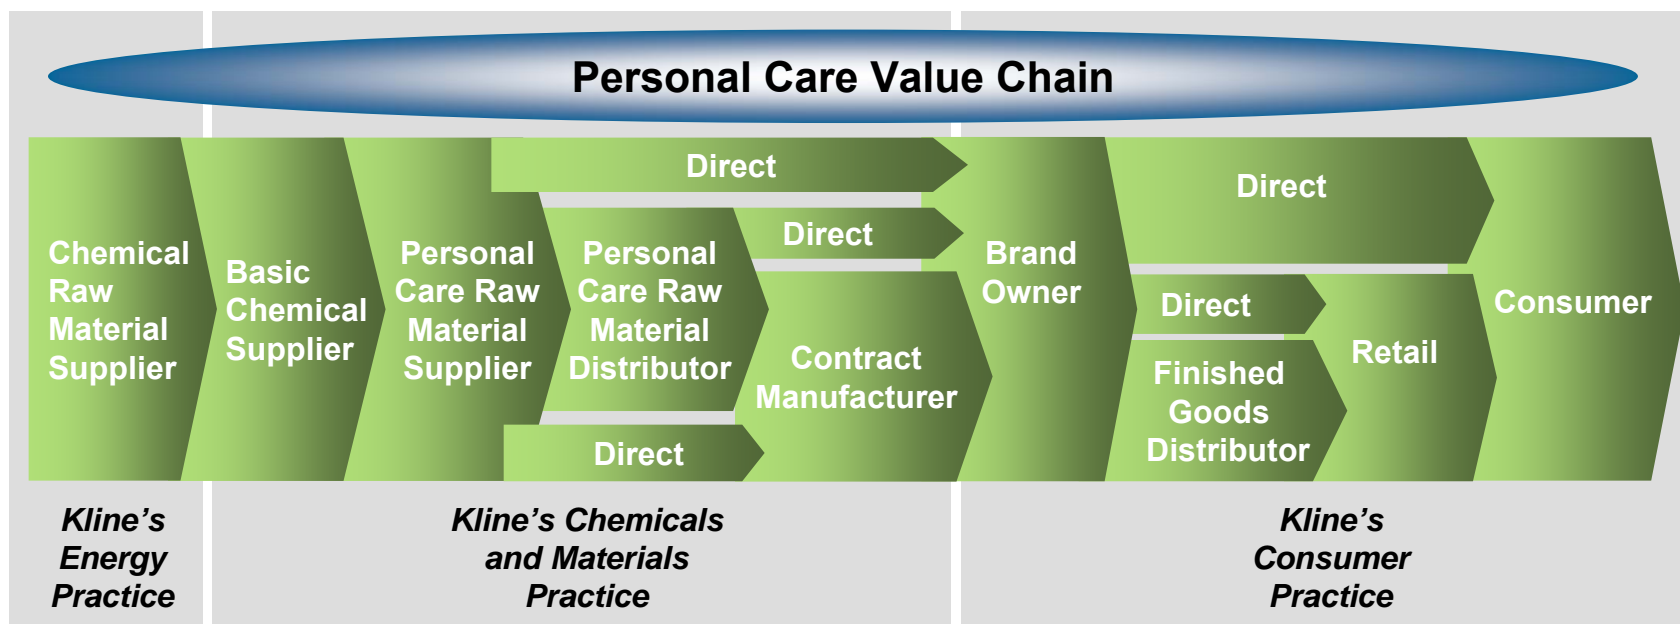 Personal Care Value Chain
Chemical
Raw
Material
Supplier
Basic
Chemical
Supplier
Personal
Care Raw
Material
Supplier
Direct
Personal
Care Raw
Material
Distributor
Direct
Direct
Contract
Manufacturer
Brand
Owner
Direct
Direct
Finished
Goods
Distributor
Retail
Consumer
Kline’s
Energy
Practice
Kline’s Chemicals
and Materials
Practice
Kline’s
Consumer
Practice